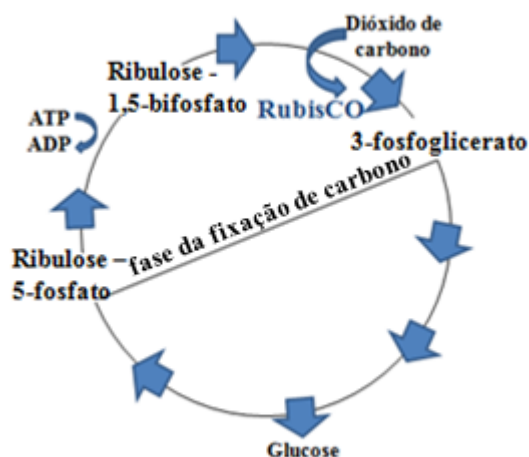 Dióxido de
carbono
Ribulose -
1,5-bifosfato
RubisCO
ATP
ADP
3-fosfoglicerato
fase da fixação de carbono
Ribulose –
5-fosfato
Glucose